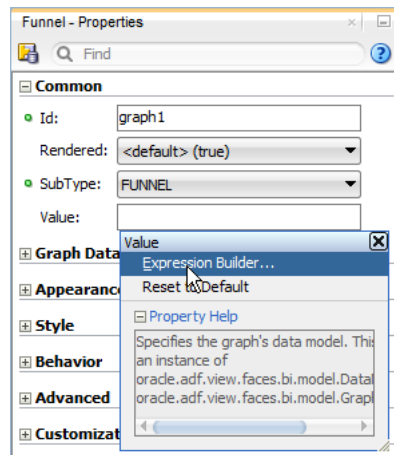 Funnel - Properties
Find
Common
Id: graph1
Rendered: <default> (true)
SubType: FUNNEL
Value:
Value
Graph Data
Expression Builder...
Appearanc
Reset to Default
Style
Property Help
Specifies the graph's data model. This
Behavior
an instance of
oracle.adf.view.faces.bi.model.Data
Advanced
oracle.adf.view.faces.bi.model.Grap
Customizat